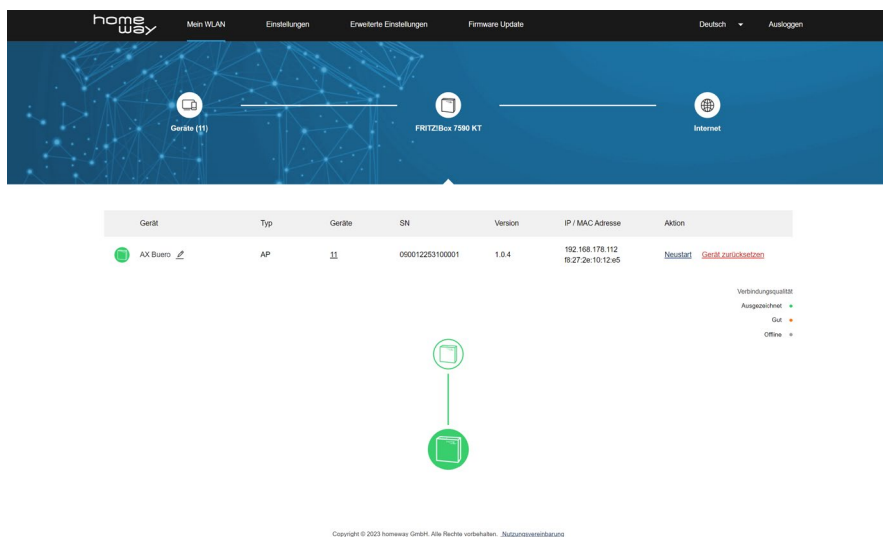 home
way
Mein WLAN
Einstellungen
Erweiterte Einstellungen
Firmware Update
Deutsch
Ausloggen
Geräte (11)
FRITZ!Box 7590 KT
Internet
Gerät Typ Geräte SN Version IP / MAC Adresse Aktion
AX Buero AP 11 090012253100001 1.0.4 192.168.178.112 Neustart Gerät zurücksetzen
f8:27:2e:10:12:e5
Verbindungsqualität
Ausgezeichnet
Gut
Offline
Copyright © 2023 homeway GmbH. Alle Rechte vorbehalten. Nutzungsvereinbarung